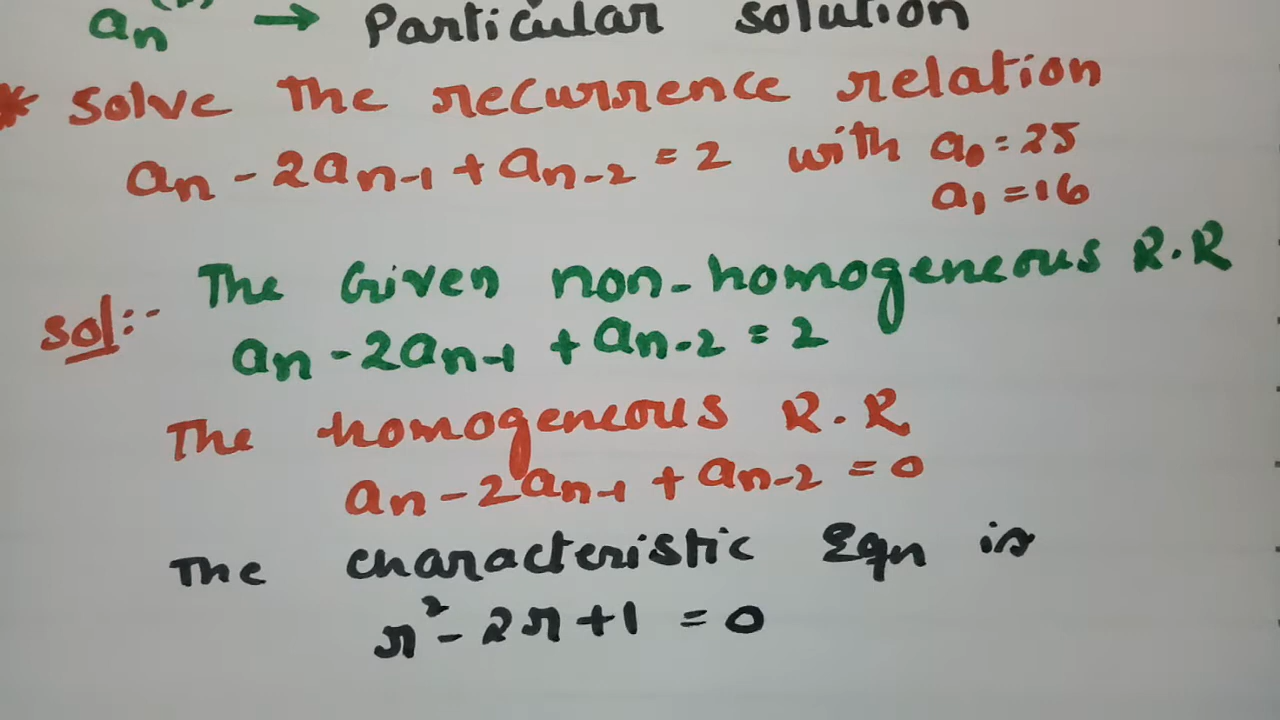 an → Particular solution
* Solve The recurrence relation
an - 2an-1 + an-2 = 2 with a0 = 25
a1 = 16
Sol:- The Given non-homogeneous R.R
an - 2an-1 + an-2 = 2
The homogeneous R.R
an - 2an-1 + an-2 = 0
The characteristic Eqn is
r² - 2r + 1 = 0